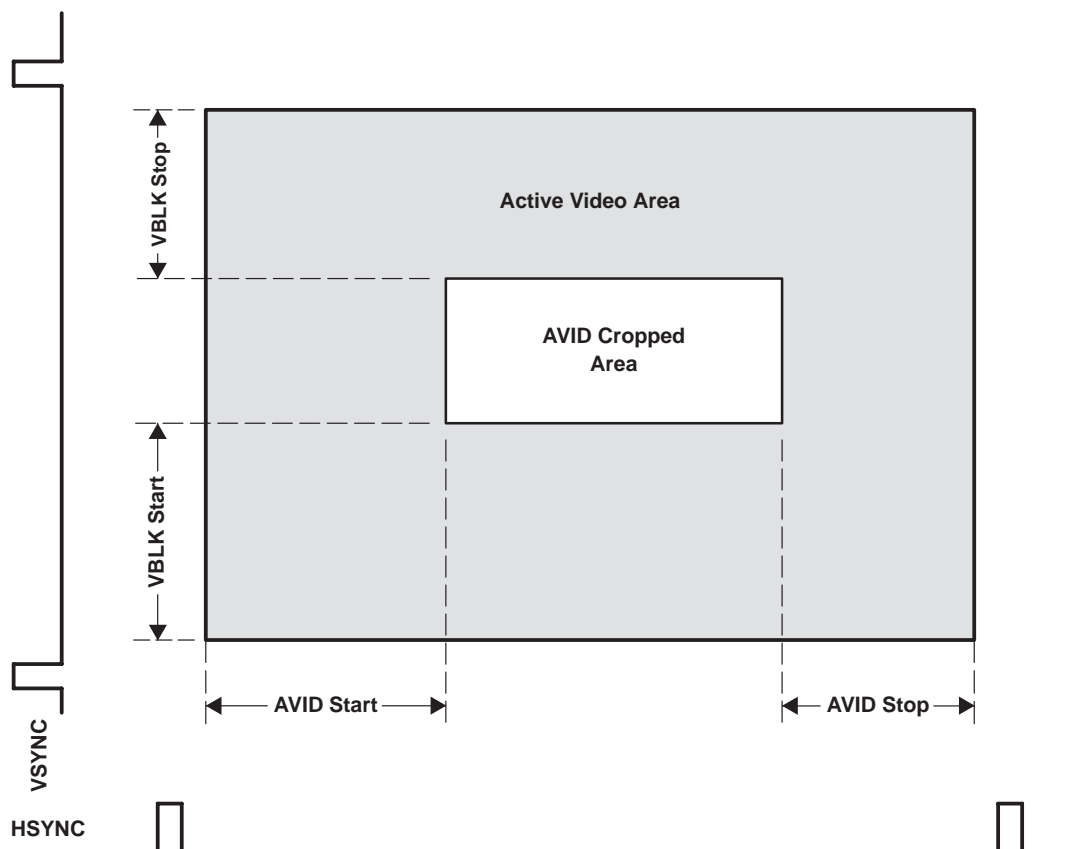 Active Video Area
VBLK Stop
AVID Cropped
Area
VBLK Start
AVID Start
AVID Stop
VSYNC
HSYNC